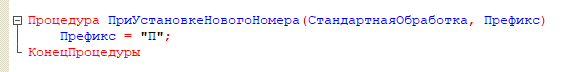 Процедура ПриУстановкеНовогоНомера(СтандартнаяОбработка, Префикс)
Префикс = "П";
КонецПроцедуры